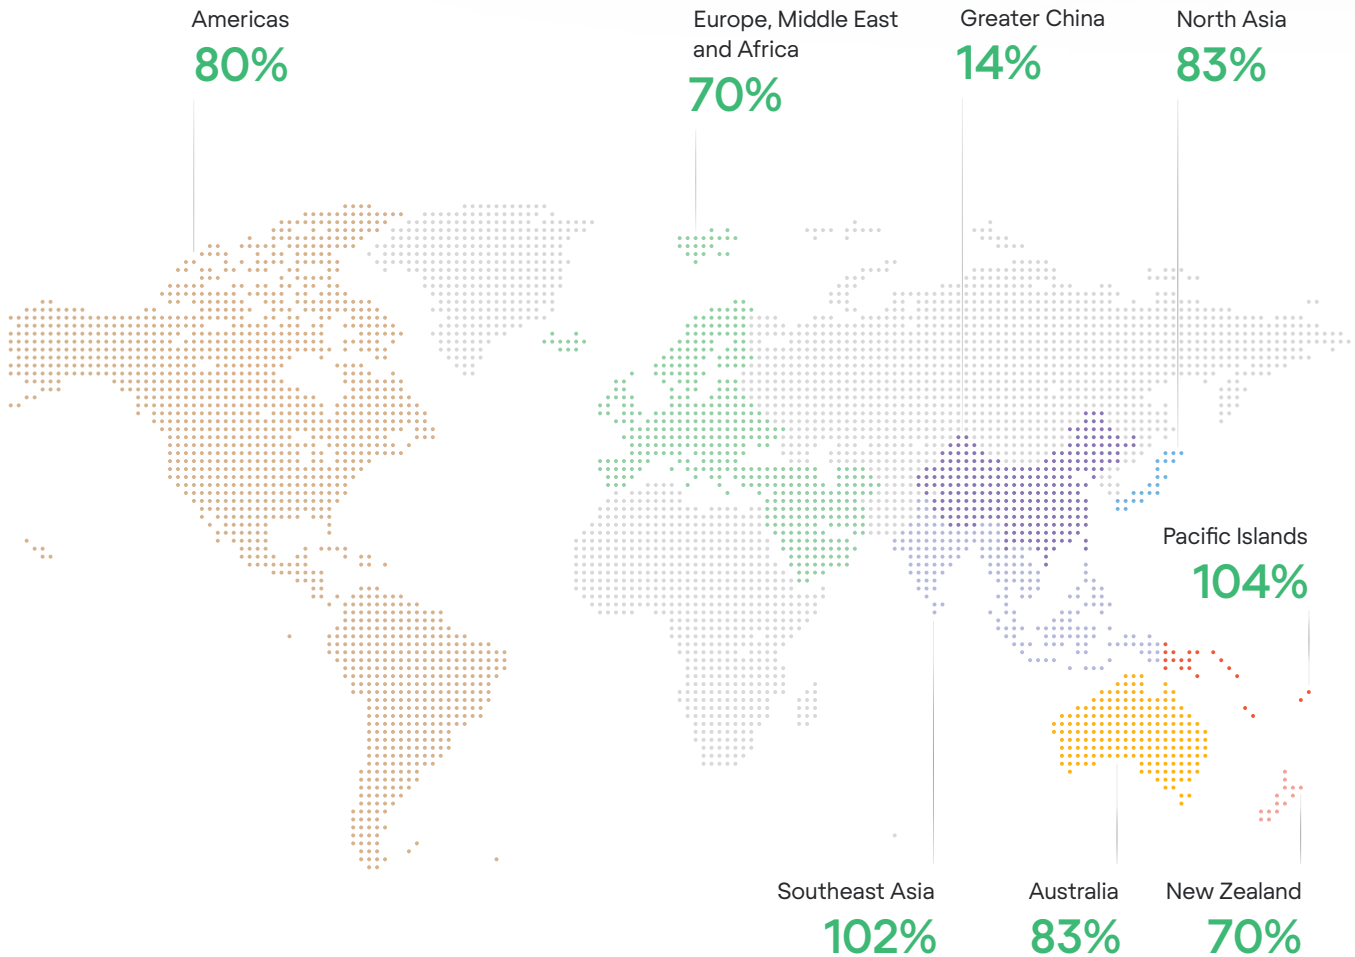 Americas
80%
Europe, Middle East
and Africa
70%
Greater China
14%
North Asia
83%
Pacific Islands
104%
Southeast Asia
102%
Australia
83%
New Zealand
70%